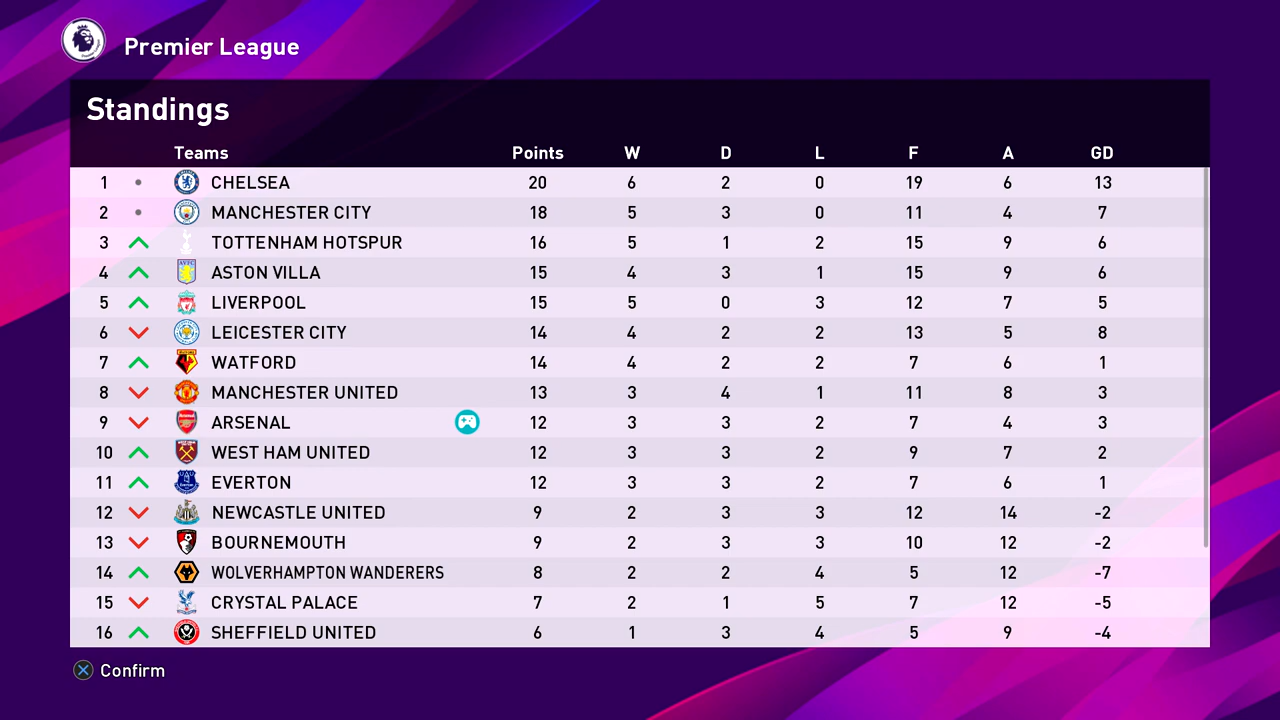 Premier League
Standings
Teams Points W D L F A GD
1 CHELSEA 20 6 2 0 19 6 13
2 MANCHESTER CITY 18 5 3 0 11 4 7
3 TOTTENHAM HOTSPUR 16 5 1 2 15 9 6
4 ASTON VILLA 15 4 3 1 15 9 6
5 LIVERPOOL 15 5 0 3 12 7 5
6 LEICESTER CITY 14 4 2 2 13 5 8
7 WATFORD 14 4 2 2 7 6 1
8 MANCHESTER UNITED 13 3 4 1 11 8 3
9 ARSENAL 12 3 3 2 7 4 3
10 WEST HAM UNITED 12 3 3 2 9 7 2
11 EVERTON 12 3 3 2 7 6 1
12 NEWCASTLE UNITED 9 2 3 3 12 14 -2
13 BOURNEMOUTH 9 2 3 3 10 12 -2
14 WOLVERHAMPTON WANDERERS 8 2 2 4 5 12 -7
15 CRYSTAL PALACE 7 2 1 5 7 12 -5
16 SHEFFIELD UNITED 6 1 3 4 5 9 -4
Confirm